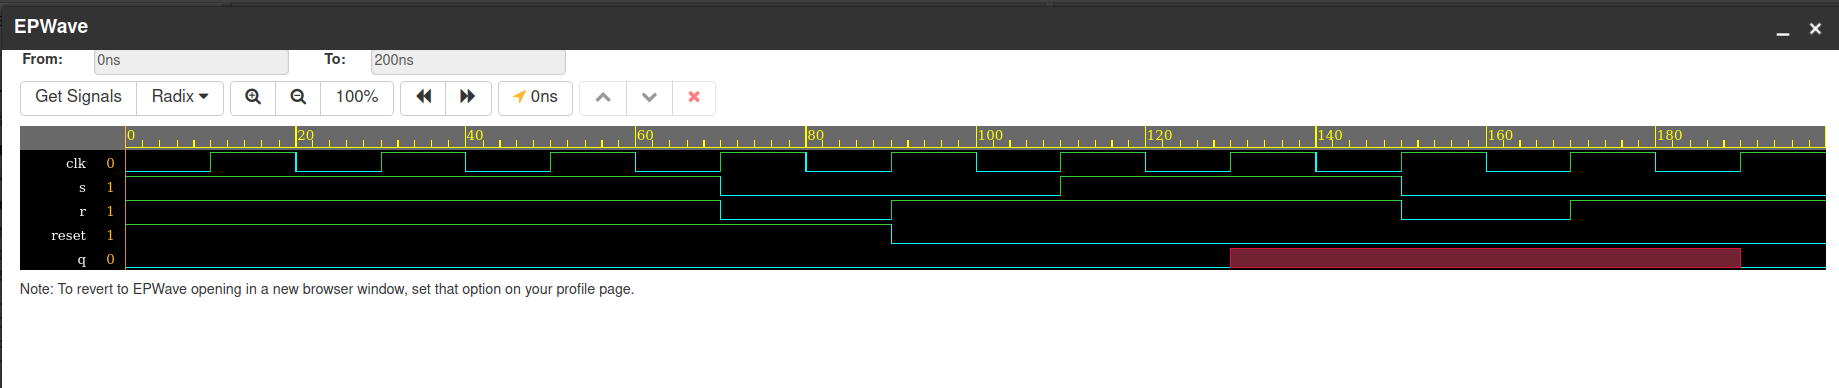 EPWave
From: 0ns To: 200ns
Get Signals Radix 100% 0ns
0 20 40 60 80 100 120 140 160 180
clk 0
s 1
r 1
reset 1
q 0
Note: To revert to EPWave opening in a new browser window, set that option on your profile page.